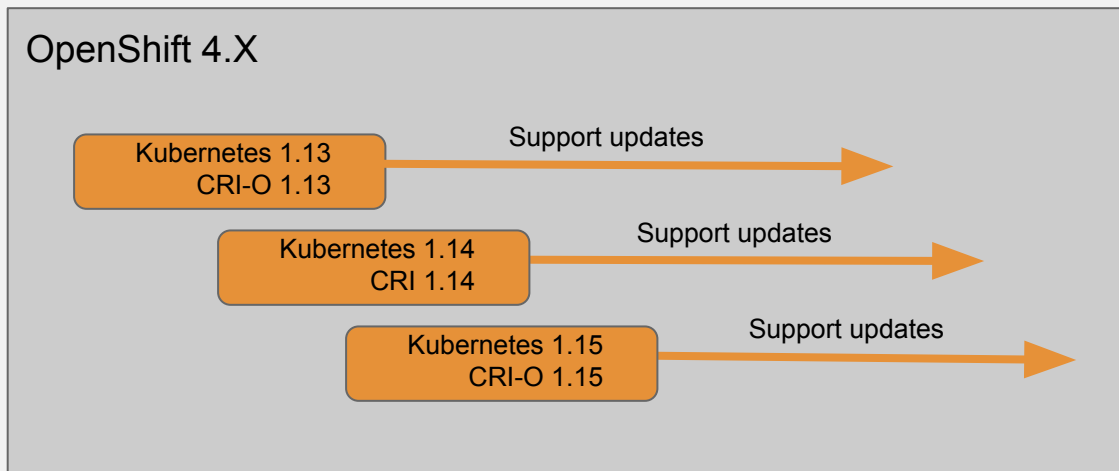 OpenShift 4.X
Kubernetes 1.13
CRI-O 1.13
Support updates
Kubernetes 1.14
CRI 1.14
Support updates
Kubernetes 1.15
CRI-O 1.15
Support updates